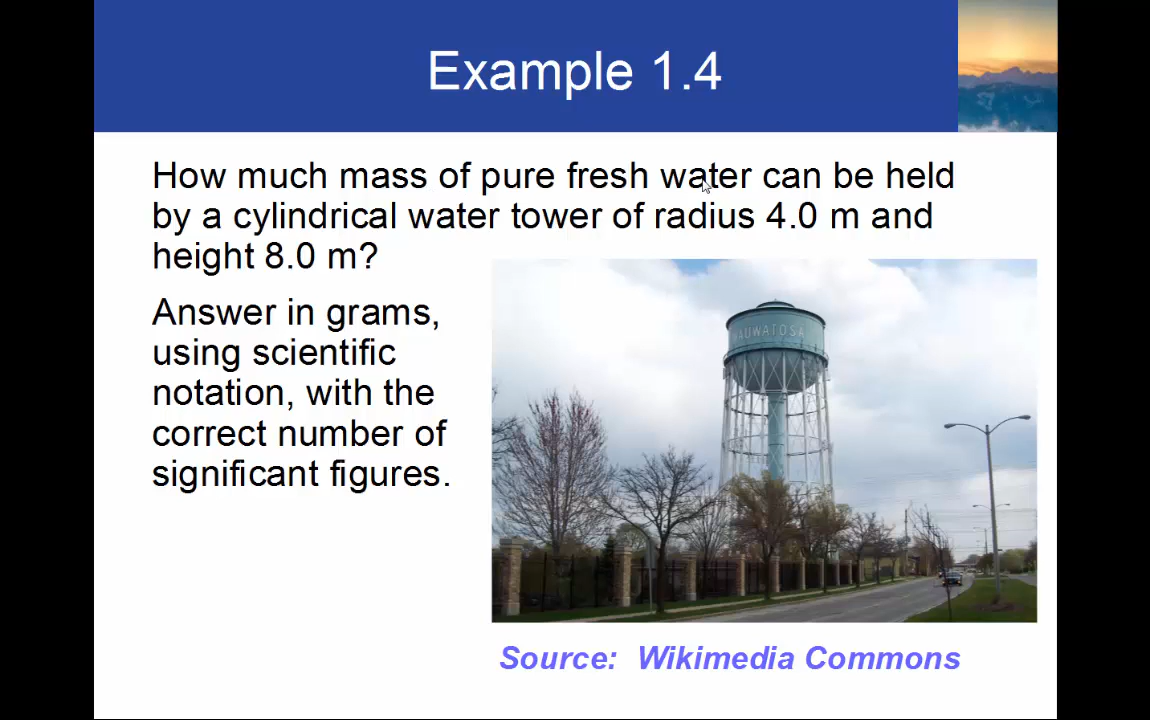 Example 1.4
How much mass of pure fresh water can be held
by a cylindrical water tower of radius 4.0 m and
height 8.0 m?
Answer in grams,
using scientific
notation, with the
correct number of
significant figures.
Source: Wikimedia Commons